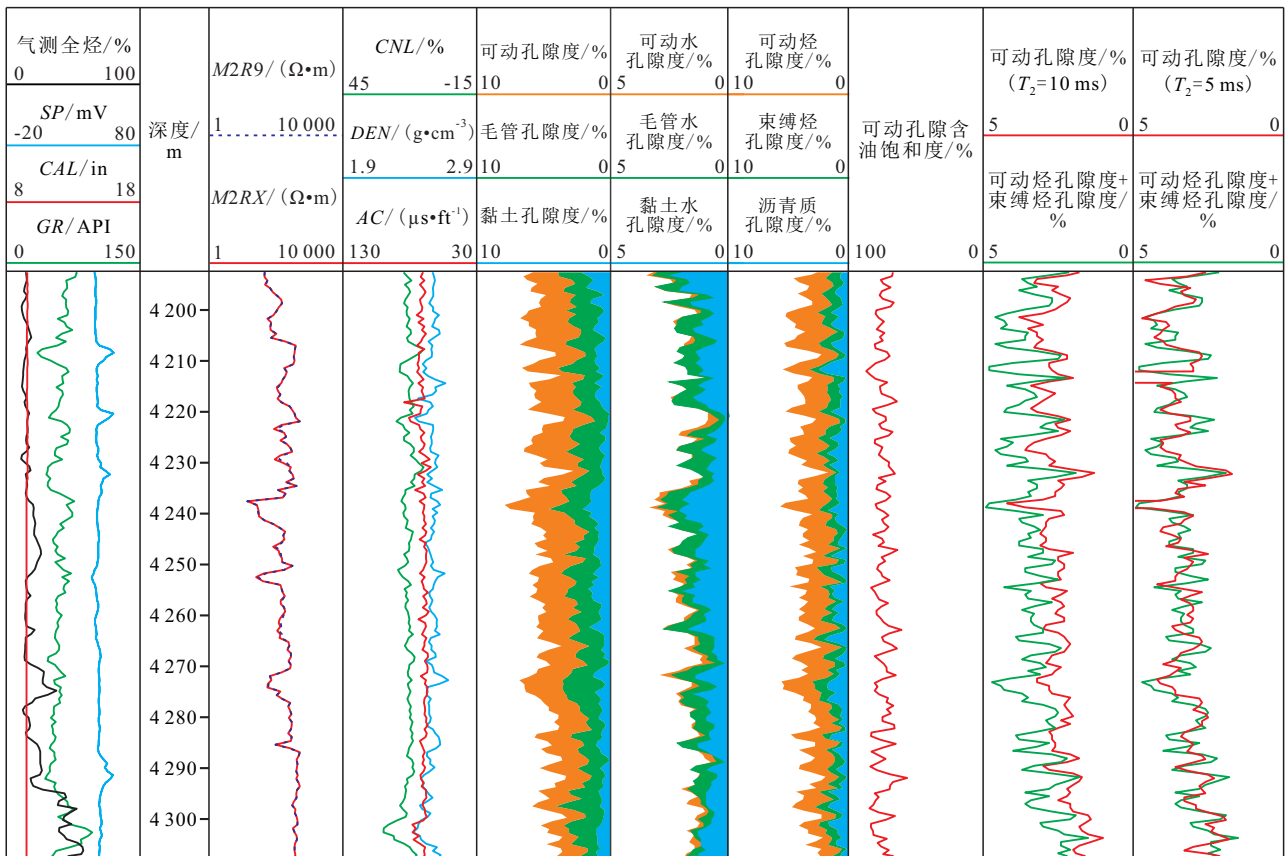 气测全烃/%
0 100
SP/mV
-20 80
CAL/in
8 18
GR/API
0 150
深度/
m
M2R9/(Ω•m)
1 10 000
M2RX/(Ω•m)
1 10 000
CNL/%
45 -15
DEN/(g•cm⁻³)
1.9 2.9
AC/(μs•ft⁻¹)
130 30
可动孔隙度/%
10 0
毛管孔隙度/%
10 0
黏土孔隙度/%
10 0
可动水
孔隙度/%
5 0
毛管水
孔隙度/%
5 0
黏土水
孔隙度/%
5 0
可动烃
孔隙度/%
10 0
束缚烃
孔隙度/%
10 0
沥青质
孔隙度/%
10 0
可动孔隙含
油饱和度/%
100 0
可动孔隙度/%
(T₂=10 ms)
5 0
可动烃孔隙度+
束缚烃孔隙度/
%
5 0
可动孔隙度/%
(T₂=5 ms)
5 0
可动烃孔隙度+
束缚烃孔隙度/
%
5 0
4 200
4 210
4 220
4 230
4 240
4 250
4 260
4 270
4 280
4 290
4 300